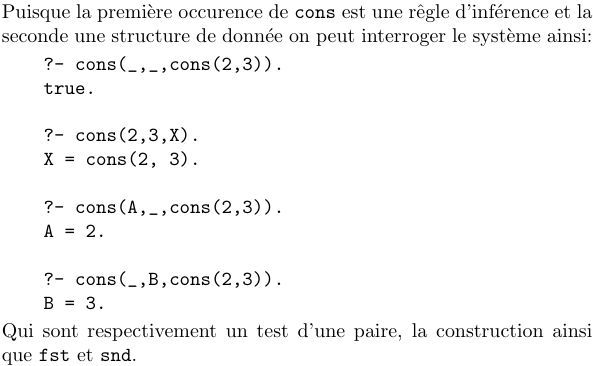 Puisque la première occurence de cons est une rêgle d'inférence et la
seconde une structure de donnée on peut interroger le système ainsi:
?- cons(_,_,cons(2,3)).
true.
?- cons(2,3,X).
X = cons(2, 3).
?- cons(A,_,cons(2,3)).
A = 2.
?- cons(_,B,cons(2,3)).
B = 3.
Qui sont respectivement un test d'une paire, la construction ainsi
que fst et snd.